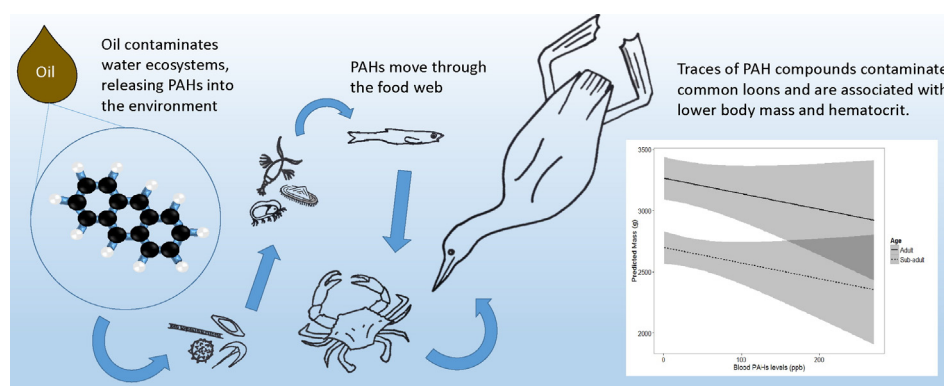 Oil
Oil contaminates
water ecosystems,
releasing PAHs into
the environment
PAHs move through
the food web
Traces of PAH compounds contaminate
common loons and are associated with
lower body mass and hematocrit.
3500
3000
2500
2000
Predicted Mass (g)
0
100
200
Blood PAHs levels (ppb)
Age
Adult
Sub-adult